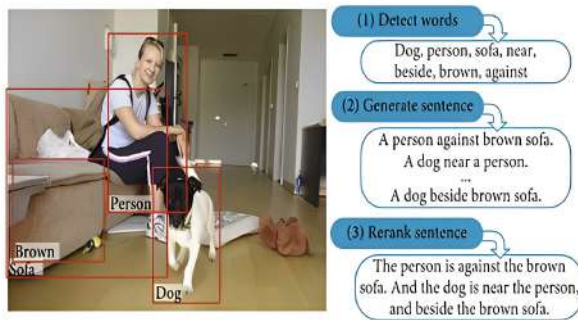 Person
Brown
Sofa
Dog
(1) Detect words
Dog, person, sofa, near,
beside, brown, against
(2) Generate sentence
A person against brown sofa.
A dog near a person.
...
A dog beside brown sofa.
(3) Rerank sentence
The person is against the brown
sofa. And the dog is near the person,
and beside the brown sofa.